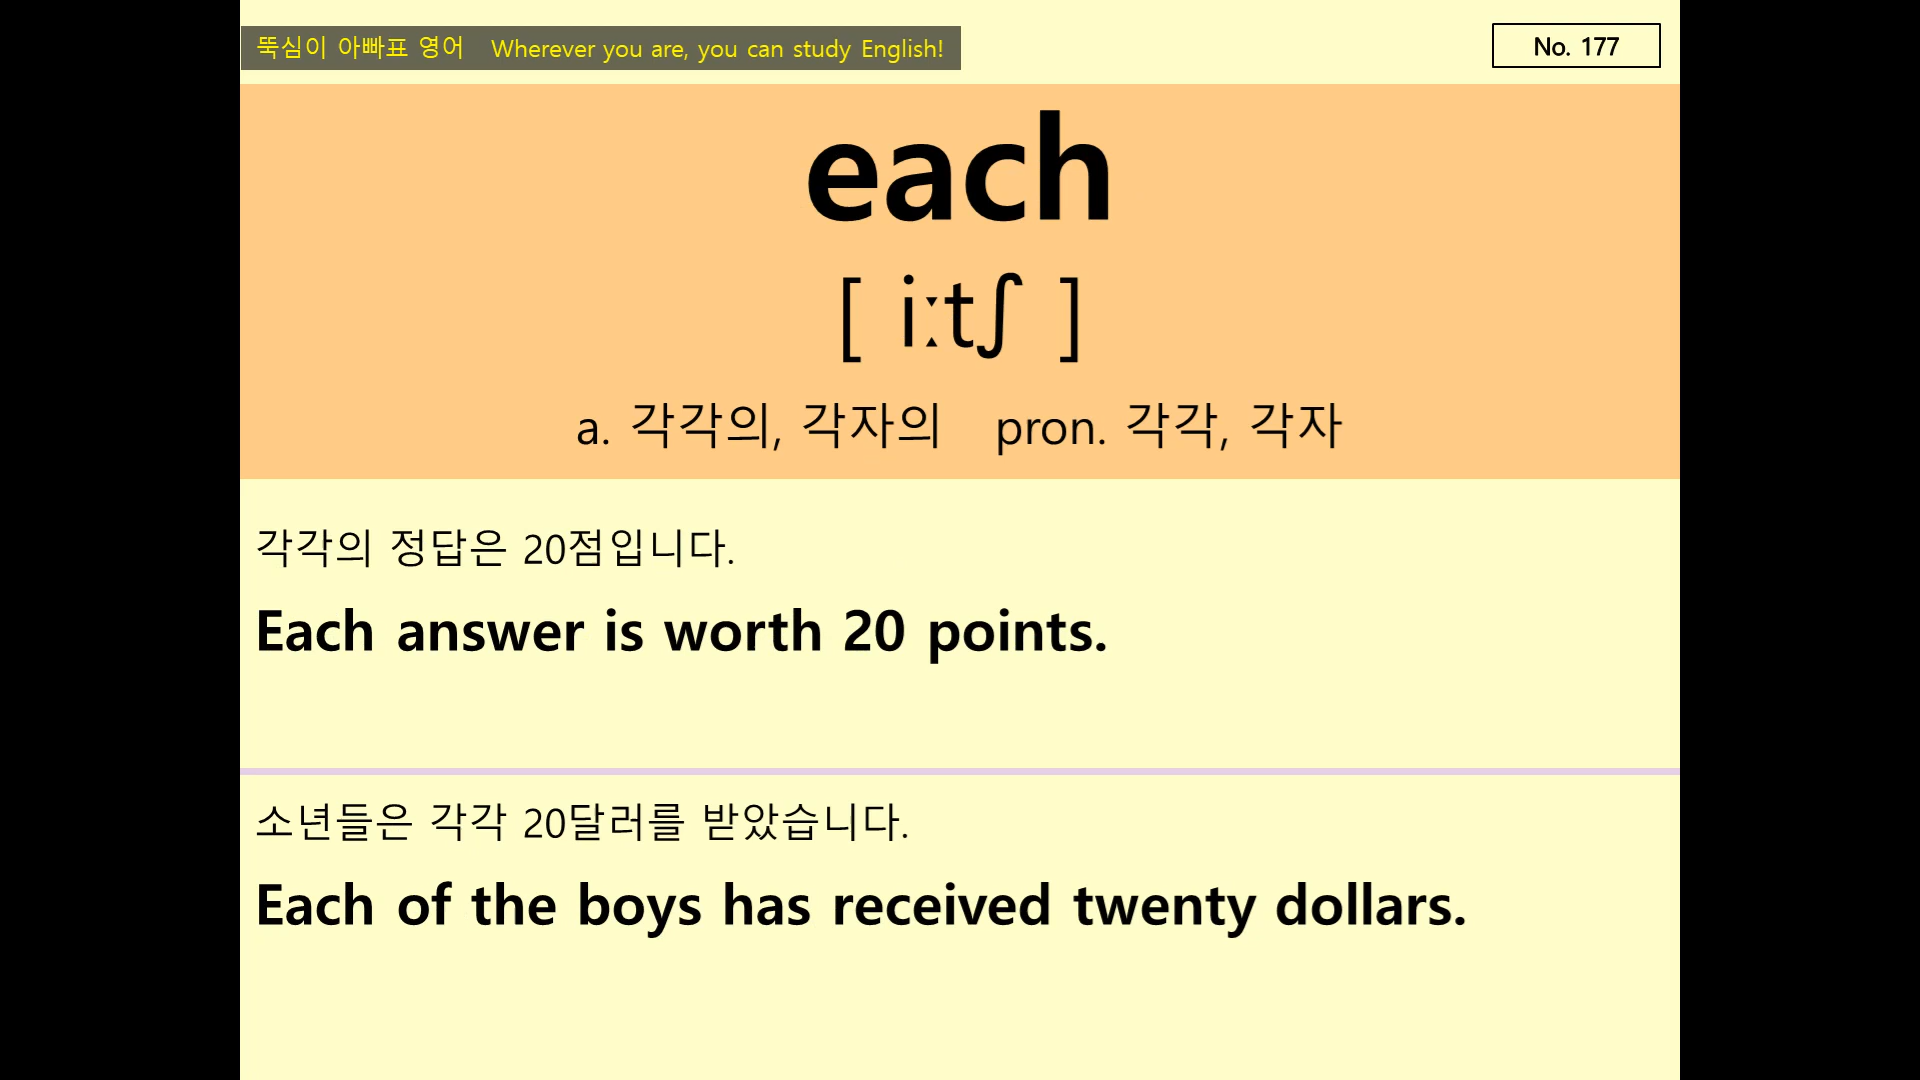 뚝심이 아빠표 영어 Wherever you are, you can study English!
No. 177
each
[ iːtʃ ]
a. 각각의, 각자의 pron. 각각, 각자
각각의 정답은 20점입니다.
Each answer is worth 20 points.
소년들은 각각 20달러를 받았습니다.
Each of the boys has received twenty dollars.